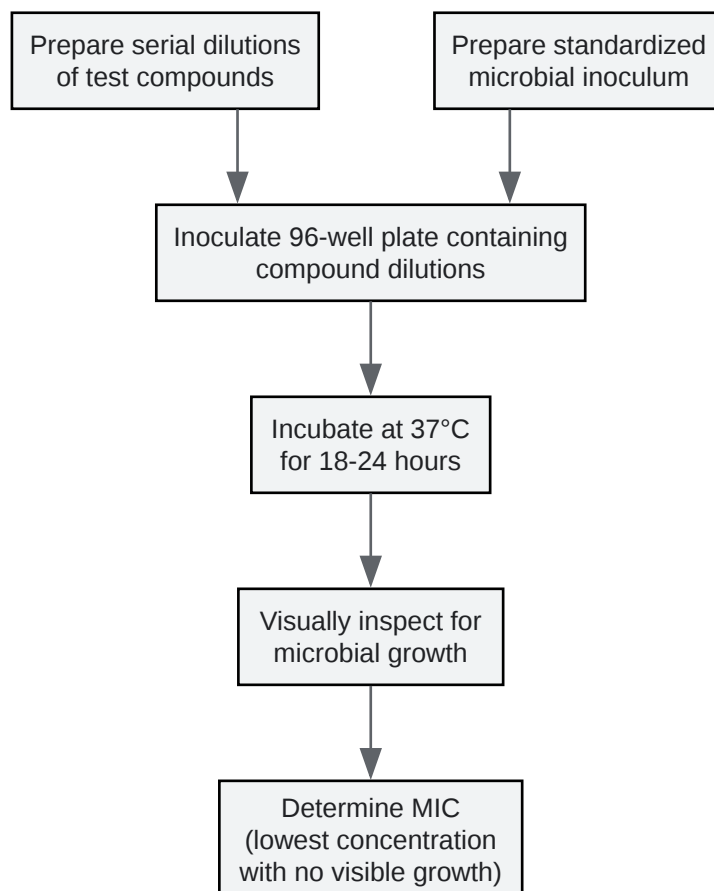 Prepare serial dilutions
of test compounds
Prepare standardized
microbial inoculum
Inoculate 96-well plate containing
compound dilutions
Incubate at 37°C
for 18-24 hours
Visually inspect for
microbial growth
Determine MIC
(lowest concentration
with no visible growth)